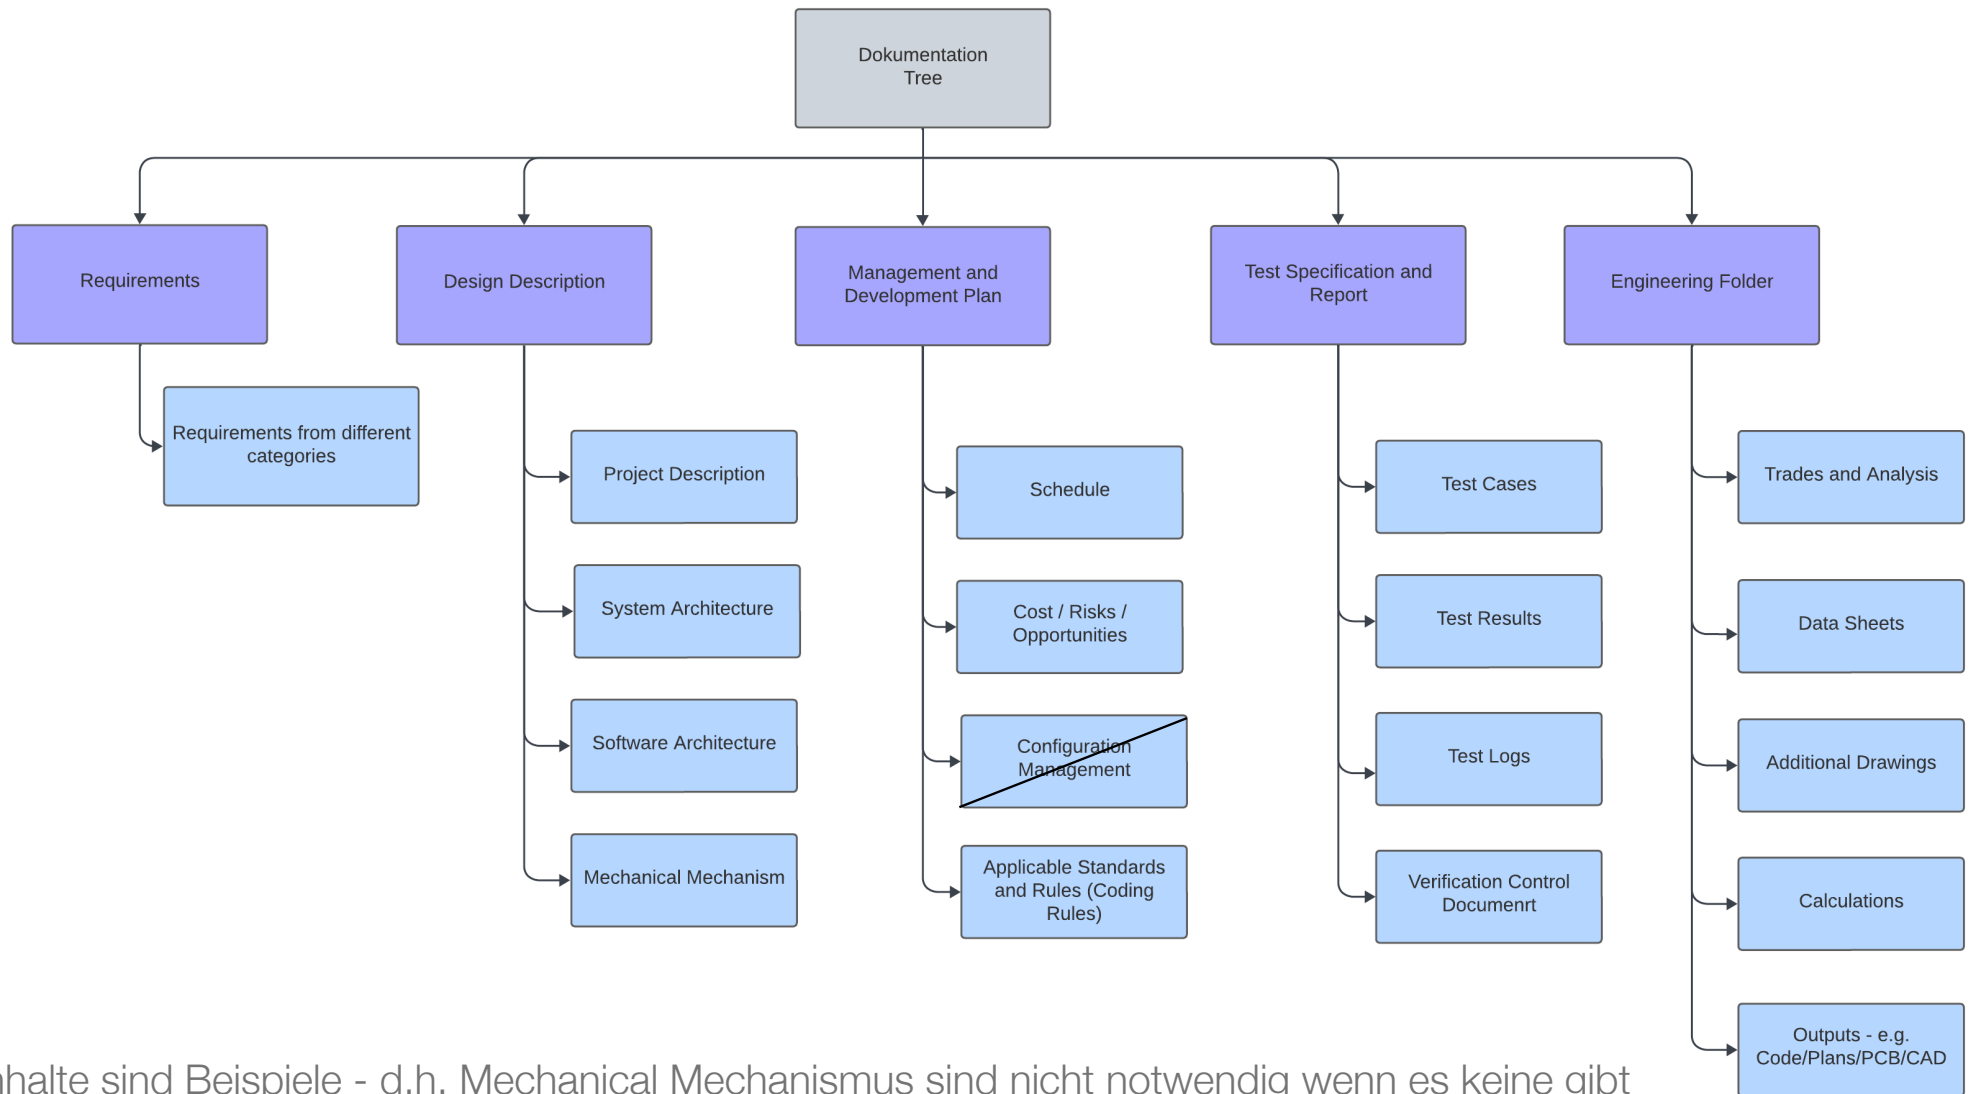 Dokumentation
Tree
Requirements
Design Description
Management and
Development Plan
Test Specification and
Report
Engineering Folder
Requirements from different
categories
Project Description
System Architecture
Software Architecture
Mechanical Mechanism
Schedule
Cost / Risks /
Opportunities
Configuration
Management
Applicable Standards
and Rules (Coding
Rules)
Test Cases
Test Results
Test Logs
Verification Control
Documenrt
Trades and Analysis
Data Sheets
Additional Drawings
Calculations
Outputs - e.g.
Code/Plans/PCB/CAD
nhalte sind Beispiele - d.h. Mechanical Mechanismus sind nicht notwendig wenn es keine gibt